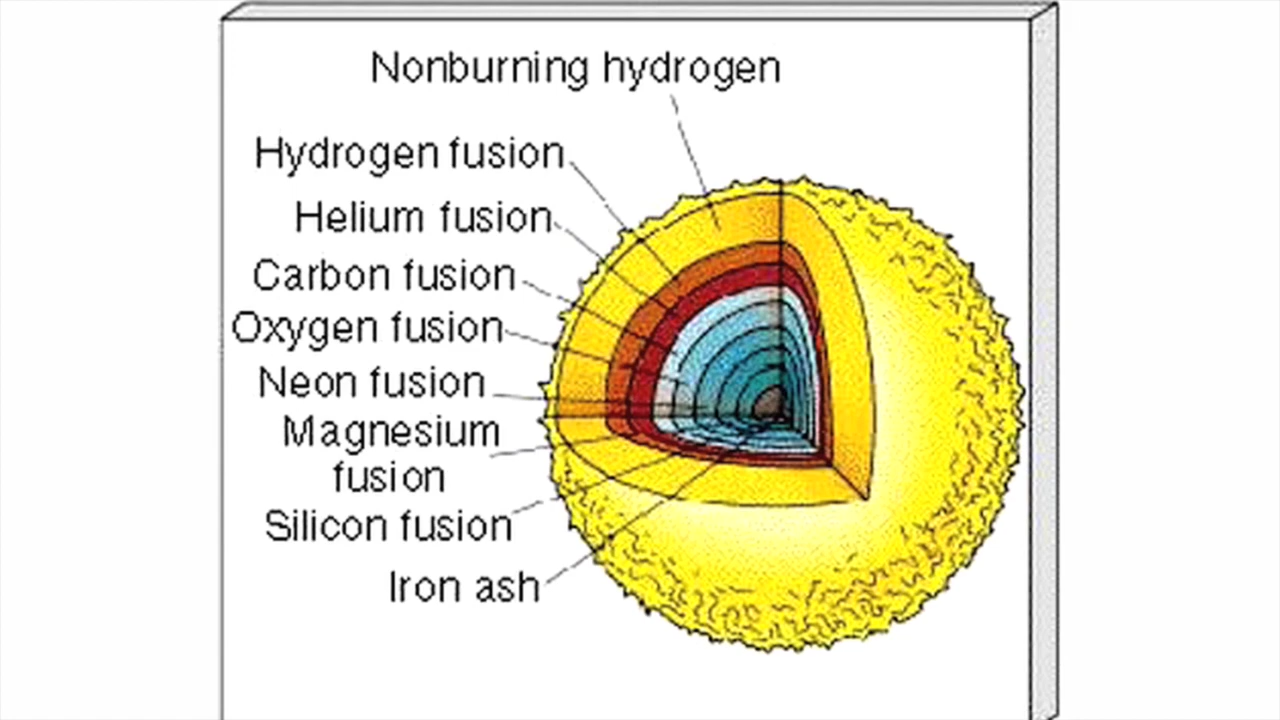 Nonburning hydrogen
Hydrogen fusion
Helium fusion
Carbon fusion
Oxygen fusion
Neon fusion
Magnesium
fusion
Silicon fusion
Iron ash